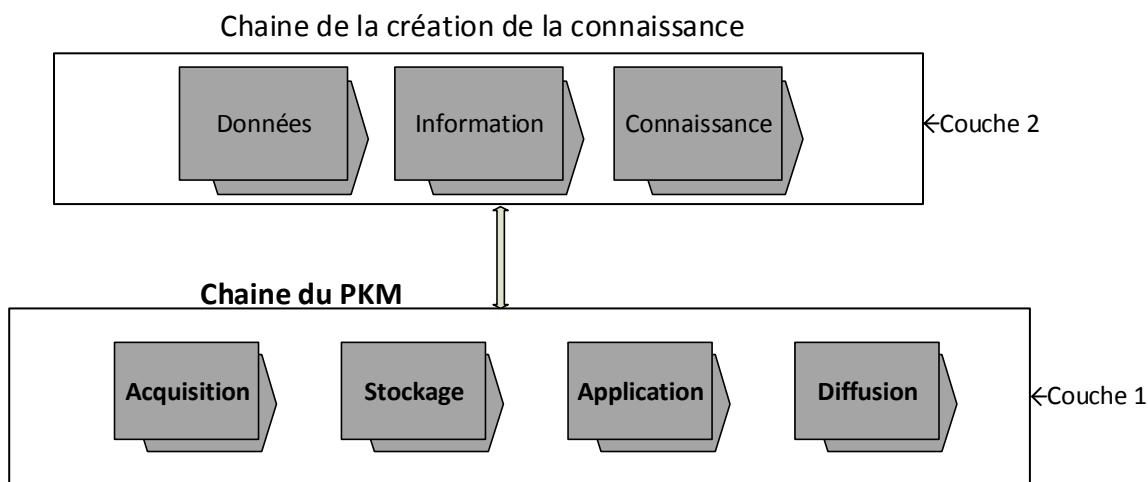 Chaine de la création de la connaissance
Données
Information
Connaissance
←Couche 2
Chaine du PKM
Acquisition
Stockage
Application
Diffusion
←Couche 1